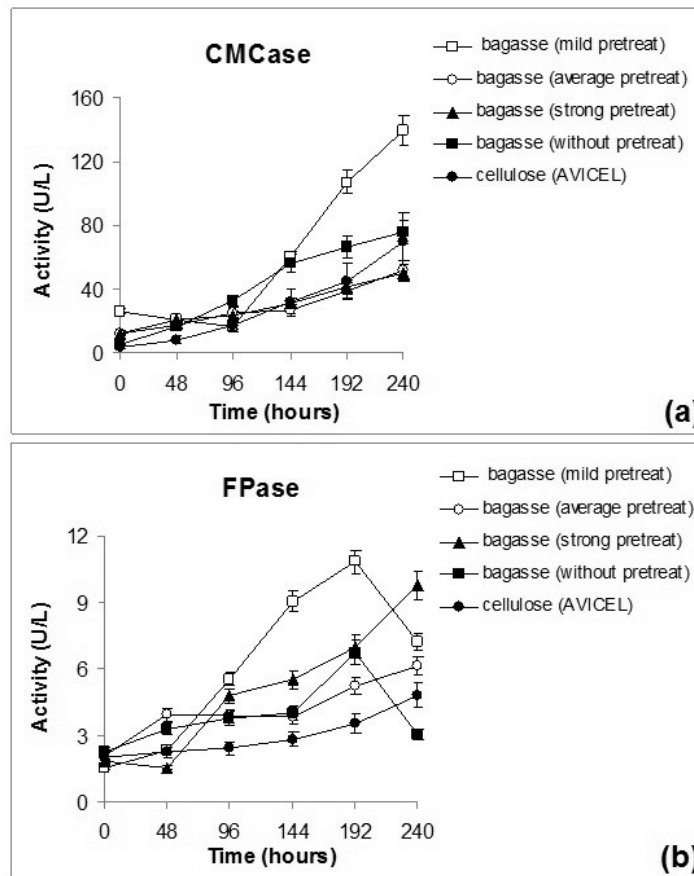 CMCase
bagasse (mild pretreat)
bagasse (average pretreat)
bagasse (strong pretreat)
bagasse (without pretreat)
cellulose (AVICEL)
Activity (U/L)
160
120
80
40
0
0 48 96 144 192 240
Time (hours)
(a)
FPase
bagasse (mild pretreat)
bagasse (average pretreat)
bagasse (strong pretreat)
bagasse (without pretreat)
cellulose (AVICEL)
Activity (U/L)
12
9
6
3
0
0 48 96 144 192 240
Time (hours)
(b)